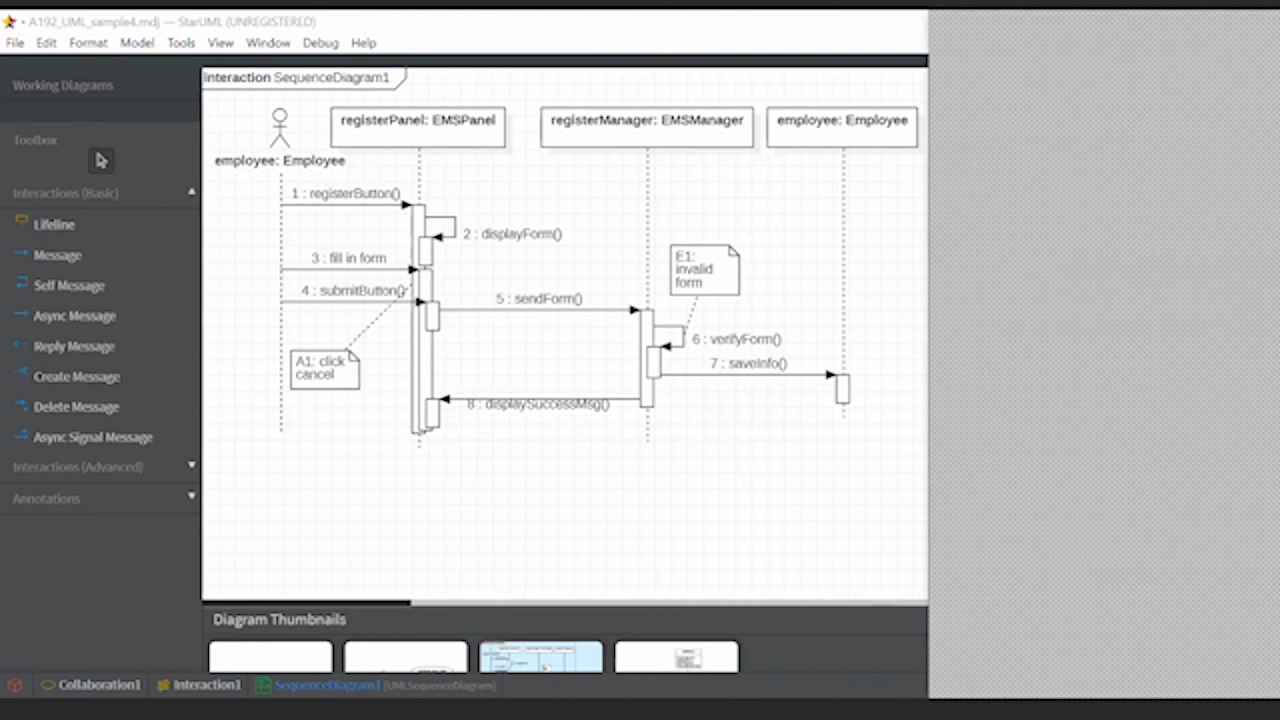 • A192_UML_sample4.mdj — StarUML (UNREGISTERED)
File Edit Format Model Tools View Window Debug Help
Working Diagrams
Toolbox
Interactions (Basic)
Lifeline
Message
Self Message
Async Message
Reply Message
Create Message
Delete Message
Async Signal Message
Interactions (Advanced)
Annotations
interaction SequenceDiagram1
employee: Employee
registerPanel: EMSPanel
registerManager: EMSManager
employee: Employee
1 : registerButton()
2 : displayForm()
3 : fill in form
4 : submitButton()
5 : sendForm()
E1:
invalid
form
6 : verifyForm()
7 : saveInfo()
A1: click
cancel
8 : displaySuccessMsg()
Diagram Thumbnails
Collaboration1 Interaction1 SequenceDiagram1 [UMLSequenceDiagram]